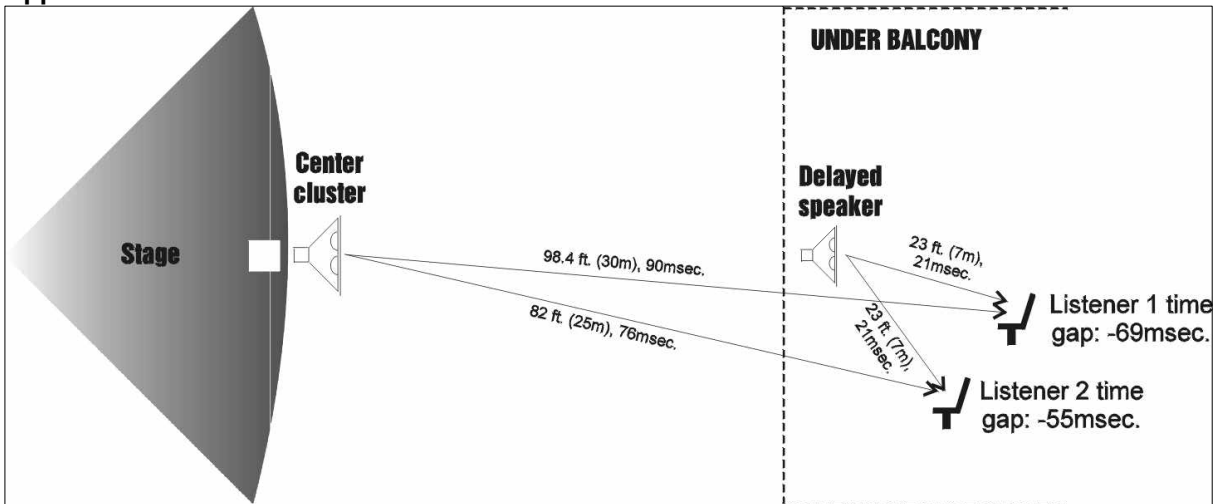 UNDER BALCONY
Center
cluster
Delayed
speaker
Stage
98.4 ft. (30m), 90msec.
23 ft. (7m),
21msec.
82 ft. (25m), 76msec.
23 ft. (7m),
21msec.
Listener 1 time
gap: -69msec.
Listener 2 time
gap: -55msec.